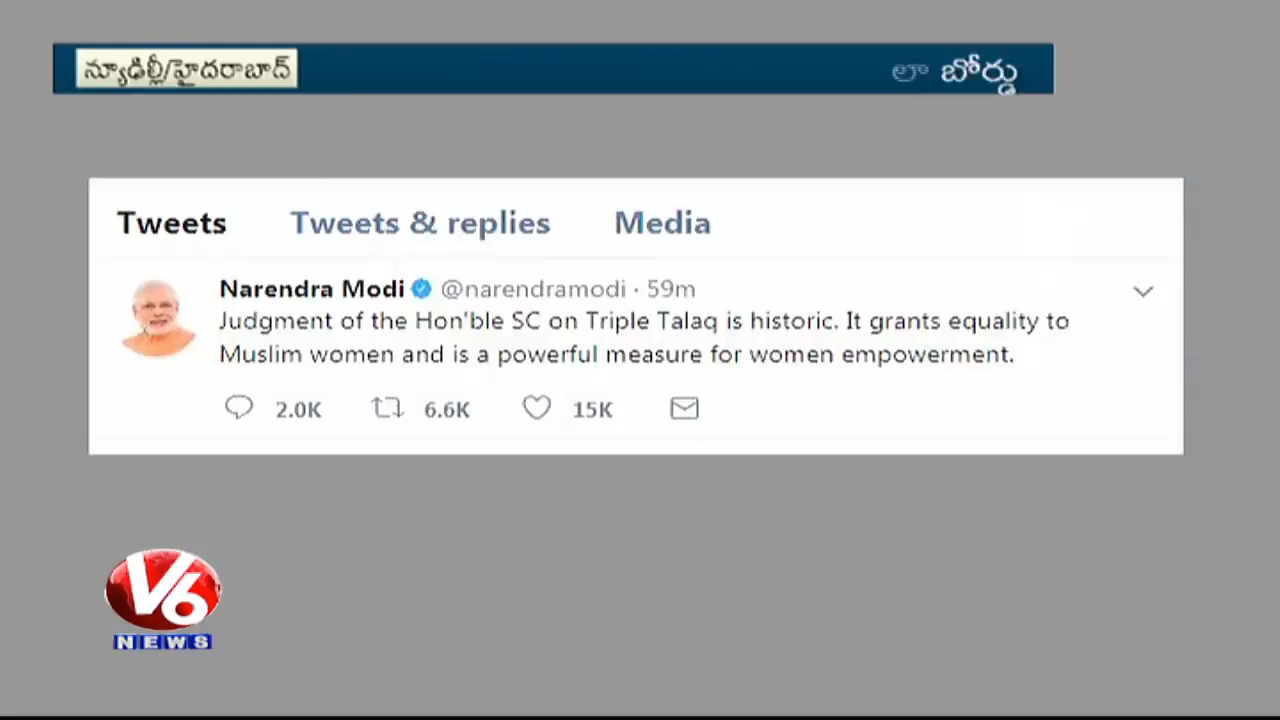 న్యూఢిల్లీ/హైదరాబాద్
లా బోర్డు
Tweets Tweets & replies Media
Narendra Modi @narendramodi · 59m
Judgment of the Hon'ble SC on Triple Talaq is historic. It grants equality to
Muslim women and is a powerful measure for women empowerment.
2.0K 6.6K 15K
V6
NEWS